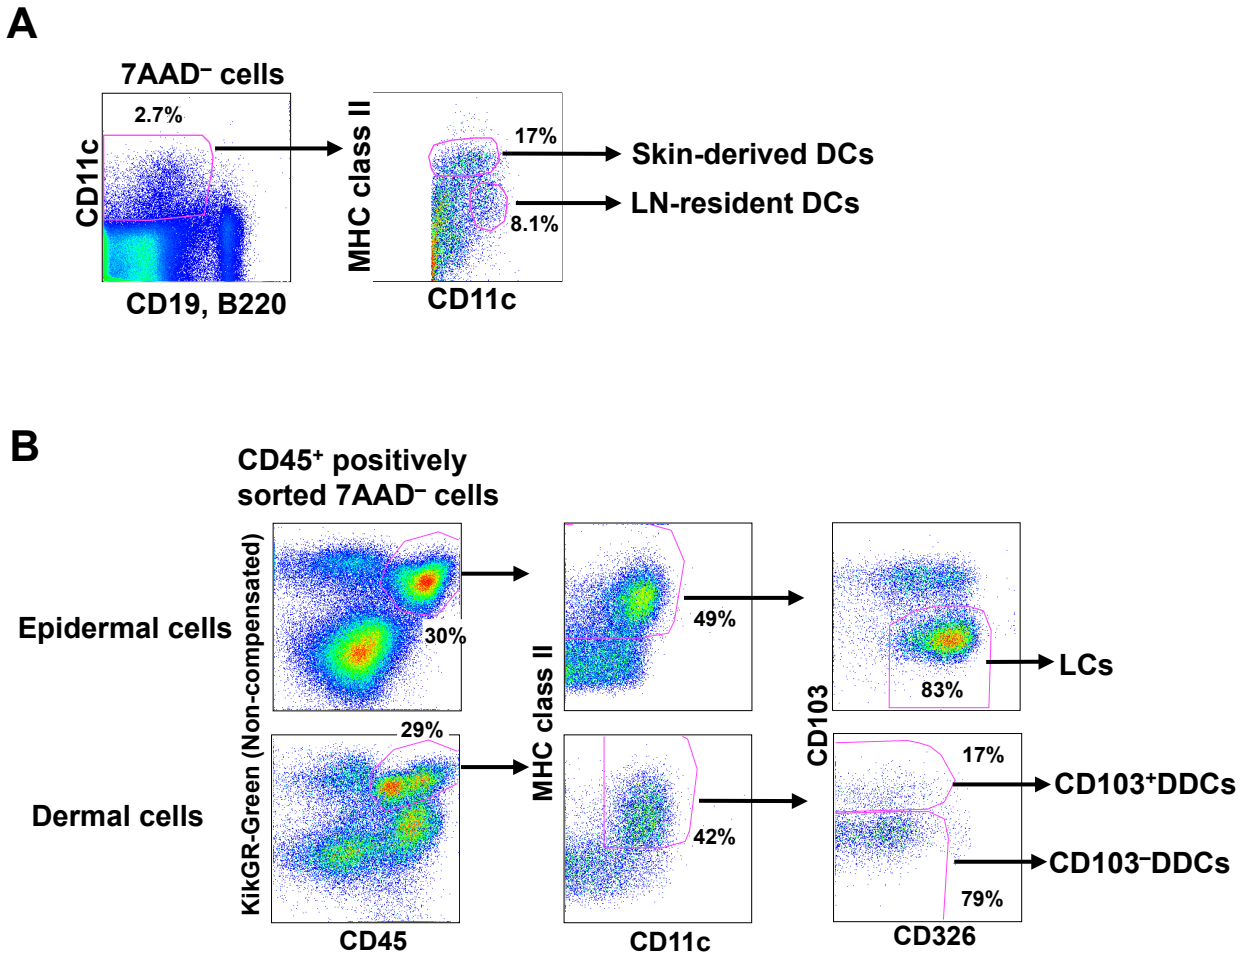 A
7AAD⁻ cells
2.7%
CD11c
CD19, B220
MHC class II
17%
8.1%
CD11c
Skin-derived DCs
LN-resident DCs
B
CD45⁺ positively
sorted 7AAD⁻ cells
Epidermal cells
Dermal cells
KikGR-Green (Non-compensated)
30%
29%
CD45
MHC class II
49%
42%
CD11c
CD103
83%
17%
79%
CD326
LCs
CD103⁺DDCs
CD103⁻DDCs